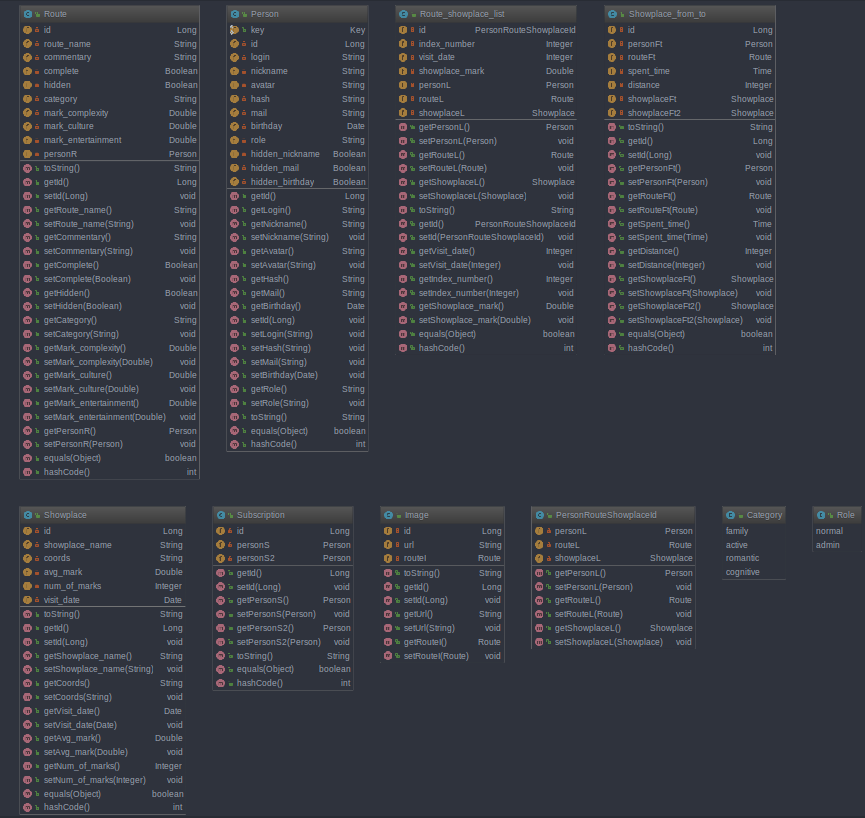 Route
id Long
route_name String
commentary String
complete Boolean
hidden Boolean
category String
mark_complexity Double
mark_culture Double
mark_entertainment Double
personR Person
toString() String
getId() Long
setId(Long) void
getRoute_name() String
setRoute_name(String) void
getCommentary() String
setCommentary(String) void
getComplete() Boolean
setComplete(Boolean) void
getHidden() Boolean
setHidden(Boolean) void
getCategory() String
setCategory(String) void
getMark_complexity() Double
setMark_complexity(Double) void
getMark_culture() Double
setMark_culture(Double) void
getMark_entertainment() Double
setMark_entertainment(Double) void
getPersonR() Person
setPersonR(Person) void
equals(Object) boolean
hashCode() int
Person
key Key
id Long
login String
nickname String
avatar String
hash String
mail String
birthday Date
role String
hidden_nickname Boolean
hidden_mail Boolean
hidden_birthday Boolean
getId() Long
getLogin() String
getNickname() String
setNickname(String) void
getAvatar() String
setAvatar(String) void
getHash() String
getMail() String
getBirthday() Date
setId(Long) void
setLogin(String) void
setHash(String) void
setMail(String) void
setBirthday(Date) void
getRole() String
setRole(String) void
toString() String
equals(Object) boolean
hashCode() int
Route_showplace_list
id PersonRouteShowplaceId
index_number Integer
visit_date Integer
showplace_mark Double
personL Person
routeL Route
showplaceL Showplace
getPersonL() Person
setPersonL(Person) void
getRouteL() Route
setRouteL(Route) void
getShowplaceL() Showplace
setShowplaceL(Showplace) void
toString() String
getId() PersonRouteShowplaceId
setId(PersonRouteShowplaceId) void
getVisit_date() Integer
setVisit_date(Integer) void
getIndex_number() Integer
setIndex_number(Integer) void
getShowplace_mark() Double
setShowplace_mark(Double) void
equals(Object) boolean
hashCode() int
Showplace_from_to
id Long
personFt Person
routeFt Route
spent_time Time
distance Integer
showplaceFt Showplace
showplaceFt2 Showplace
toString() String
getId() Long
setId(Long) void
getPersonFt() Person
setPersonFt(Person) void
getRouteFt() Route
setRouteFt(Route) void
getSpent_time() Time
setSpent_time(Time) void
getDistance() Integer
setDistance(Integer) void
getShowplaceFt() Showplace
setShowplaceFt(Showplace) void
getShowplaceFt2() Showplace
setShowplaceFt2(Showplace) void
equals(Object) boolean
hashCode() int
Showplace
id Long
showplace_name String
coords String
avg_mark Double
num_of_marks Integer
visit_date Date
toString() String
getId() Long
setId(Long) void
getShowplace_name() String
setShowplace_name(String) void
getCoords() String
setCoords(String) void
getVisit_date() Date
setVisit_date(Date) void
getAvg_mark() Double
setAvg_mark(Double) void
getNum_of_marks() Integer
setNum_of_marks(Integer) void
equals(Object) boolean
hashCode() int
Subscription
id Long
personS Person
personS2 Person
getId() Long
setId(Long) void
getPersonS() Person
setPersonS(Person) void
getPersonS2() Person
setPersonS2(Person) void
toString() String
equals(Object) boolean
hashCode() int
Image
id Long
url String
routeI Route
toString() String
getId() Long
setId(Long) void
getUrl() String
setUrl(String) void
getRouteI() Route
setRouteI(Route) void
PersonRouteShowplaceId
personL Person
routeL Route
showplaceL Showplace
getPersonL() Person
setPersonL(Person) void
getRouteL() Route
setRouteL(Route) void
getShowplaceL() Showplace
setShowplaceL(Showplace) void
Category
family
active
romantic
cognitive
Role
normal
admin